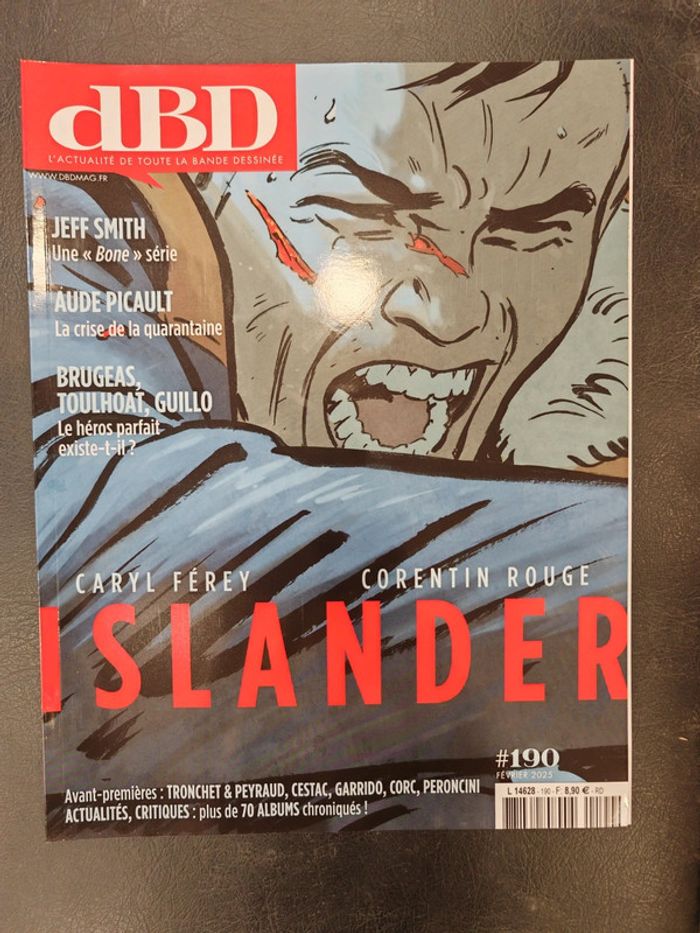 dBD
L'ACTUALITÉ DE TOUTE LA BANDE DESSINÉE
WWW.DBDMAG.FR
JEFF SMITH
Une « Bone » série
AUDE PICAULT
La crise de la quarantaine
BRUGEAS,
TOULHOAT, GUILLO
Le héros parfait
existe-t-il ?
CARYL FÉREY
CORENTIN ROUGE
ISLANDER
#190
FÉVRIER 2025
Avant-premières : TRONCHET & PEYRAUD, CESTAC, GARRIDO, CORC, PERONCINI
ACTUALITÉS, CRITIQUES : plus de 70 ALBUMS chroniqués !
L 14628 - 190 - F: 8,90 € - RD